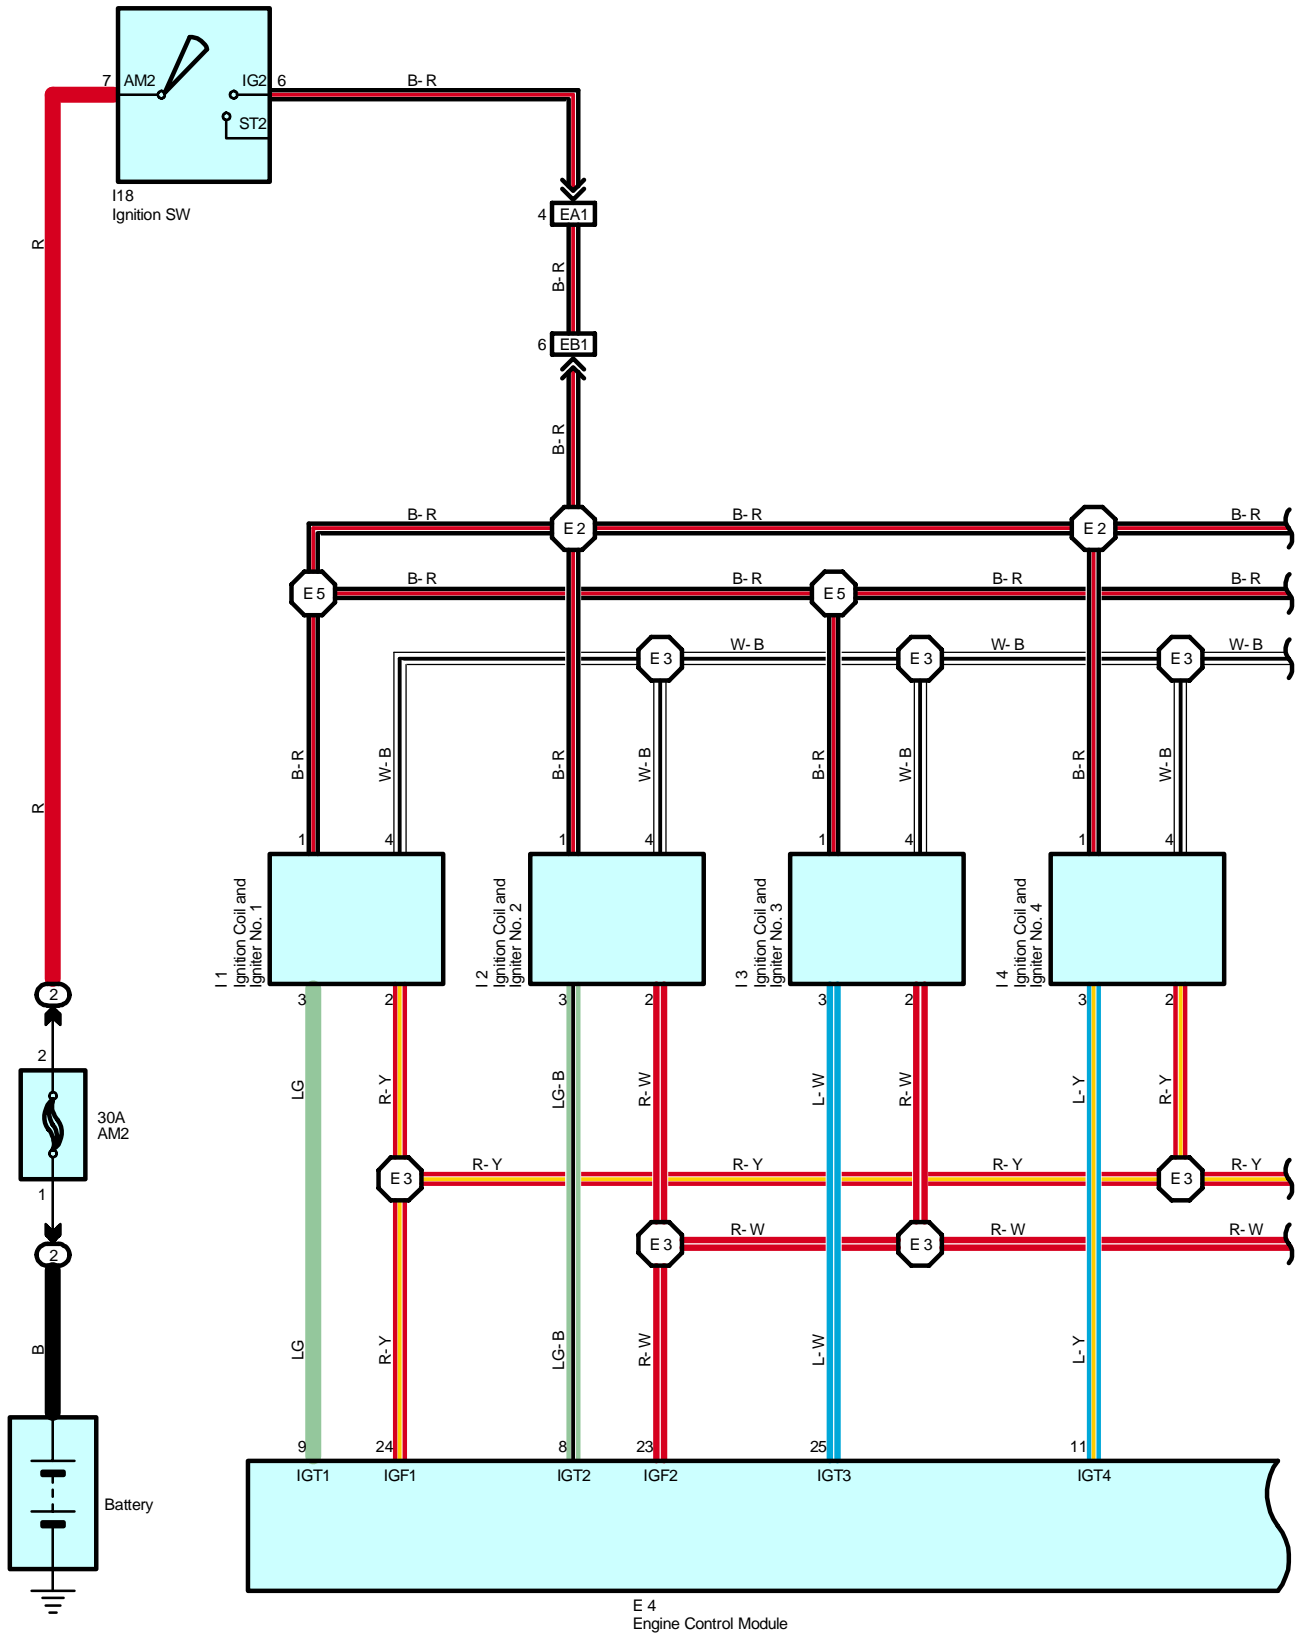 7
AM2
IG2
6
B-R
ST2
I18
Ignition SW
R
4
EA1
B-R
6
EB1
B-R
B-R
E 2
B-R
E 2
B-R
E 5
B-R
B-R
E 5
B-R
B-R
E 3
W-B
E 3
W-B
E 3
W-B
R
B-R
W-B
B-R
W-B
B-R
W-B
B-R
W-B
1
4
1
4
1
4
1
4
I 1
Ignition Coil and
Igniter No. 1
I 2
Ignition Coil and
Igniter No. 2
I 3
Ignition Coil and
Igniter No. 3
I 4
Ignition Coil and
Igniter No. 4
2
3
2
3
2
3
2
3
2
2
30A
AM2
1
2
LG
R-Y
LG-B
R-W
L-W
R-W
L-Y
R-Y
E 3
R-Y
R-Y
R-Y
E 3
R-Y
E 3
R-W
E 3
R-W
R-W
B
LG
R-Y
LG-B
R-W
L-W
L-Y
9
24
8
23
25
11
IGT1
IGF1
IGT2
IGF2
IGT3
IGT4
Battery
E 4
Engine Control Module